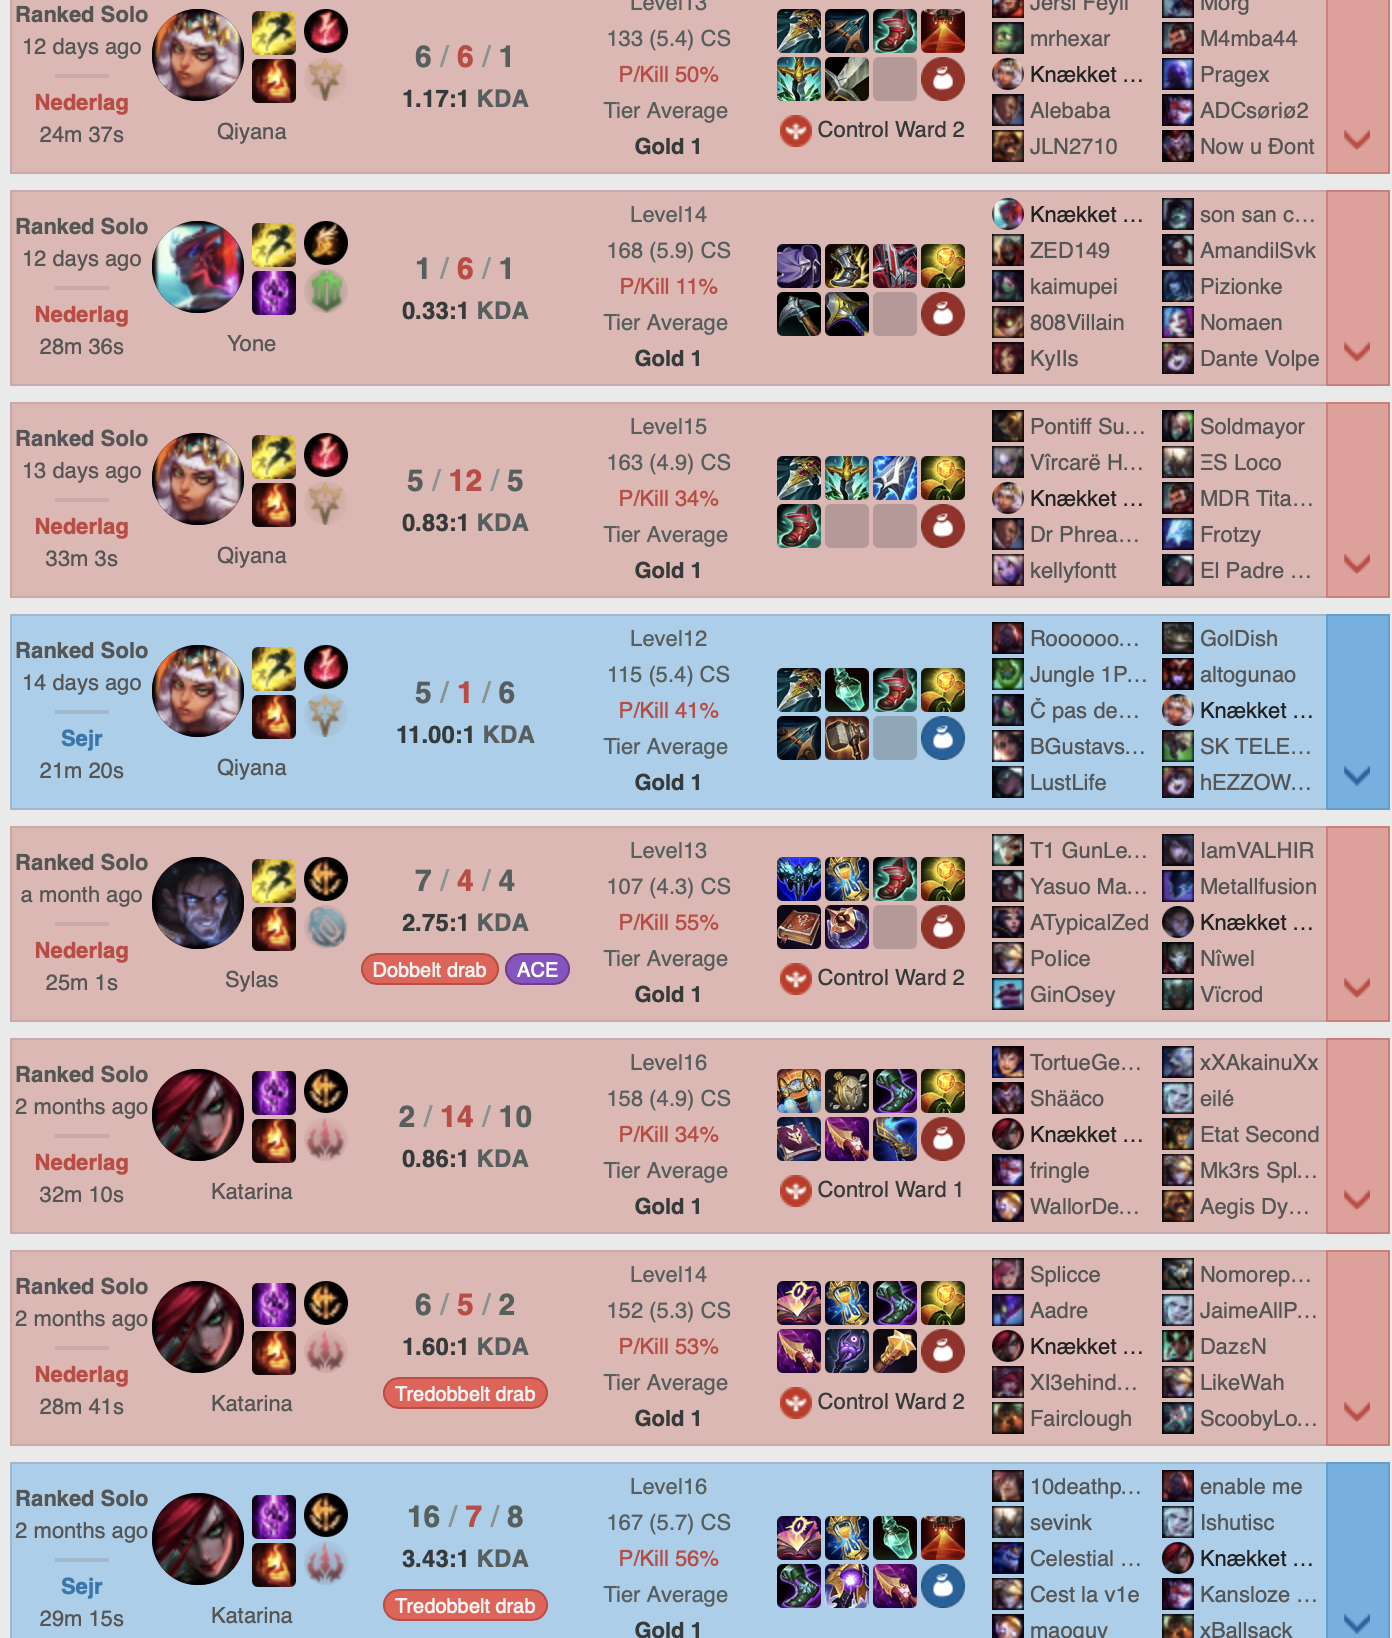 Ranked Solo
12 days ago
Nederlag
24m 37s
Qiyana
6 / 6 / 1
1.17:1 KDA
Level13
133 (5.4) CS
P/Kill 50%
Tier Average
Gold 1
Control Ward 2
Jersi Feyli
mrhexar
Knækket ...
Alebaba
JLN2710
Morg
M4mba44
Pragex
ADCsøriø2
Now u Ðont
Ranked Solo
12 days ago
Nederlag
28m 36s
Yone
1 / 6 / 1
0.33:1 KDA
Level14
168 (5.9) CS
P/Kill 11%
Tier Average
Gold 1
Knækket ...
ZED149
kaimupei
808Villain
KyIIs
son san c...
AmandilSvk
Pizionke
Nomaen
Dante Volpe
Ranked Solo
13 days ago
Nederlag
33m 3s
Qiyana
5 / 12 / 5
0.83:1 KDA
Level15
163 (4.9) CS
P/Kill 34%
Tier Average
Gold 1
Pontiff Su...
Vîrcarë H...
Knækket ...
Dr Phrea...
kellyfontt
Soldmayor
ΞS Loco
MDR Tita...
Frotzy
El Padre ...
Ranked Solo
14 days ago
Sejr
21m 20s
Qiyana
5 / 1 / 6
11.00:1 KDA
Level12
115 (5.4) CS
P/Kill 41%
Tier Average
Gold 1
Roooooo...
Jungle 1P...
Č pas de...
BGustavs...
LustLife
GolDish
altogunao
Knækket ...
SK TELE...
hEZZOW...
Ranked Solo
a month ago
Nederlag
25m 1s
Sylas
7 / 4 / 4
2.75:1 KDA
Dobbelt drab
ACE
Level13
107 (4.3) CS
P/Kill 55%
Tier Average
Gold 1
Control Ward 2
T1 GunLe...
Yasuo Ma...
ATypicalZed
PoIice
GinOsey
IamVALHIR
Metallfusion
Knækket ...
Nîwel
Vïcrod
Ranked Solo
2 months ago
Nederlag
32m 10s
Katarina
2 / 14 / 10
0.86:1 KDA
Level16
158 (4.9) CS
P/Kill 34%
Tier Average
Gold 1
Control Ward 1
TortueGe...
Shääco
Knækket ...
fringle
WallorDe...
xXAkainuXx
eilé
Etat Second
Mk3rs Spl...
Aegis Dy...
Ranked Solo
2 months ago
Nederlag
28m 41s
Katarina
6 / 5 / 2
1.60:1 KDA
Tredobbelt drab
Level14
152 (5.3) CS
P/Kill 53%
Tier Average
Gold 1
Control Ward 2
Splicce
Aadre
Knækket ...
XI3ehind...
Fairclough
Nomorep...
JaimeAllP...
DazεN
LikeWah
ScoobyLo...
Ranked Solo
2 months ago
Sejr
29m 15s
Katarina
16 / 7 / 8
3.43:1 KDA
Tredobbelt drab
Level16
167 (5.7) CS
P/Kill 56%
Tier Average
Gold 1
10deathp...
sevink
Celestial ...
Cest la v1e
maoguy
enable me
Ishutisc
Knækket ...
Kansloze ...
xBallsack